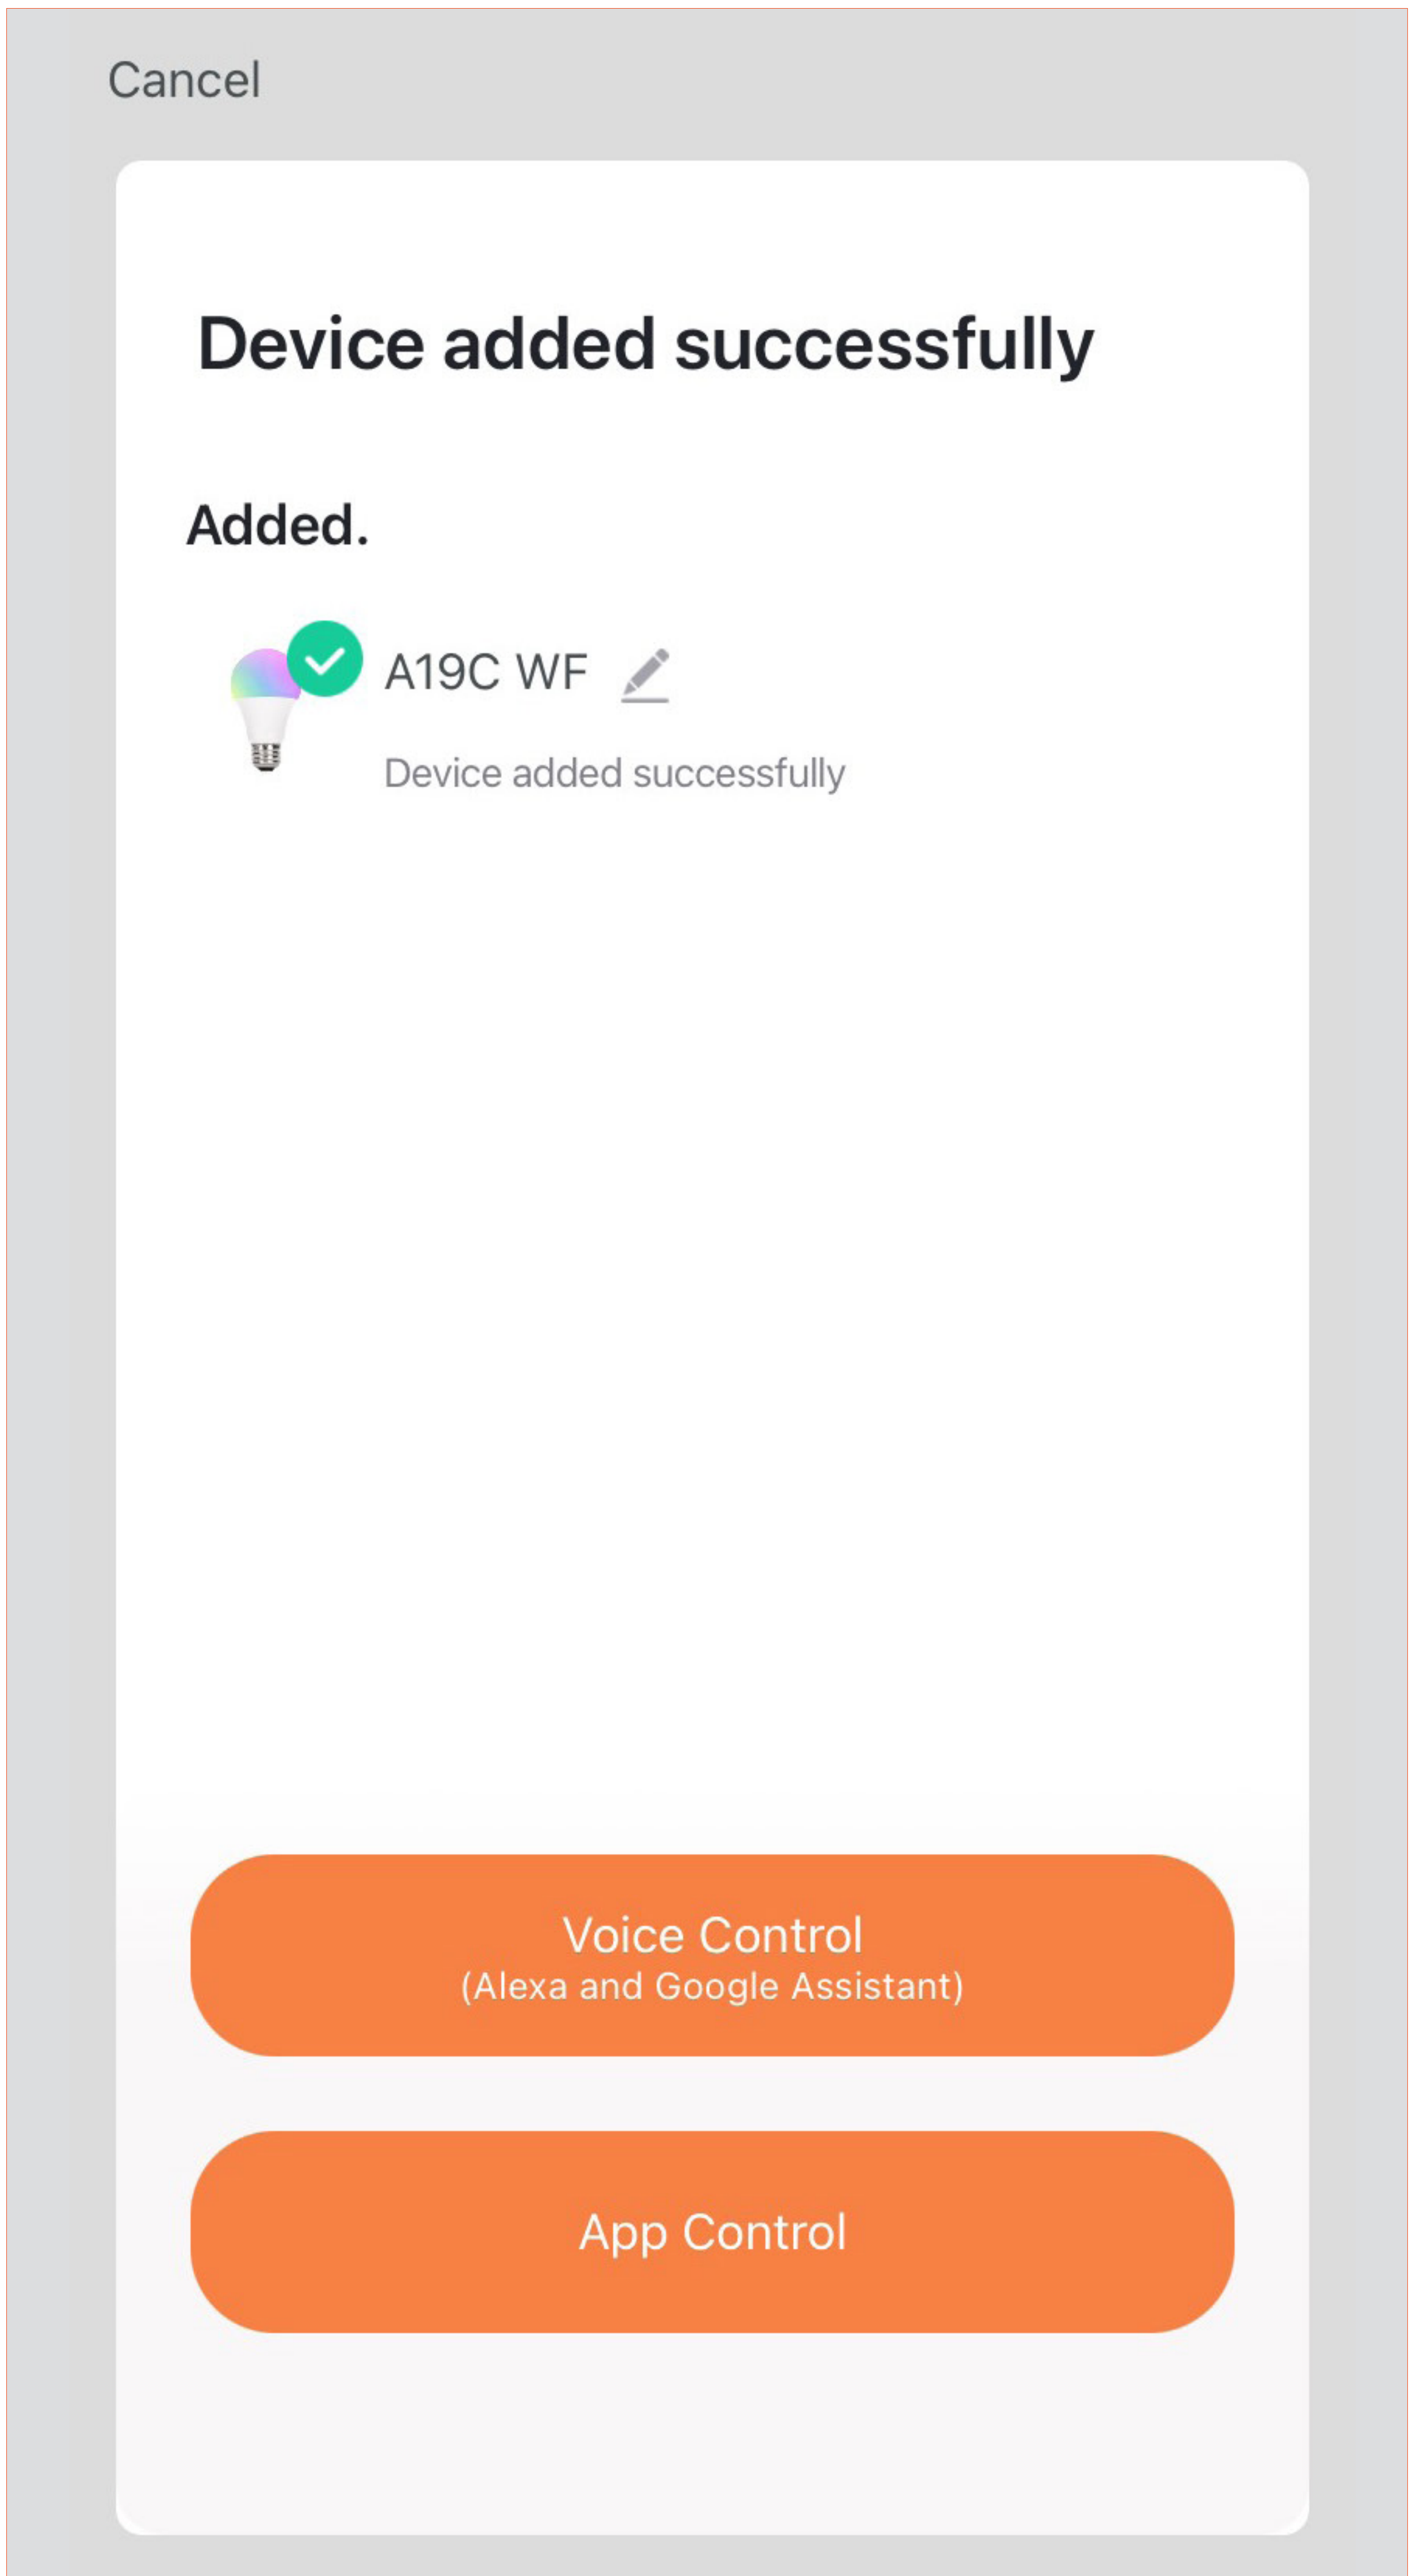 Cancel
Device added successfully
Added.
A19C WF
Device added successfully
Voice Control
(Alexa and Google Assistant)
App Control